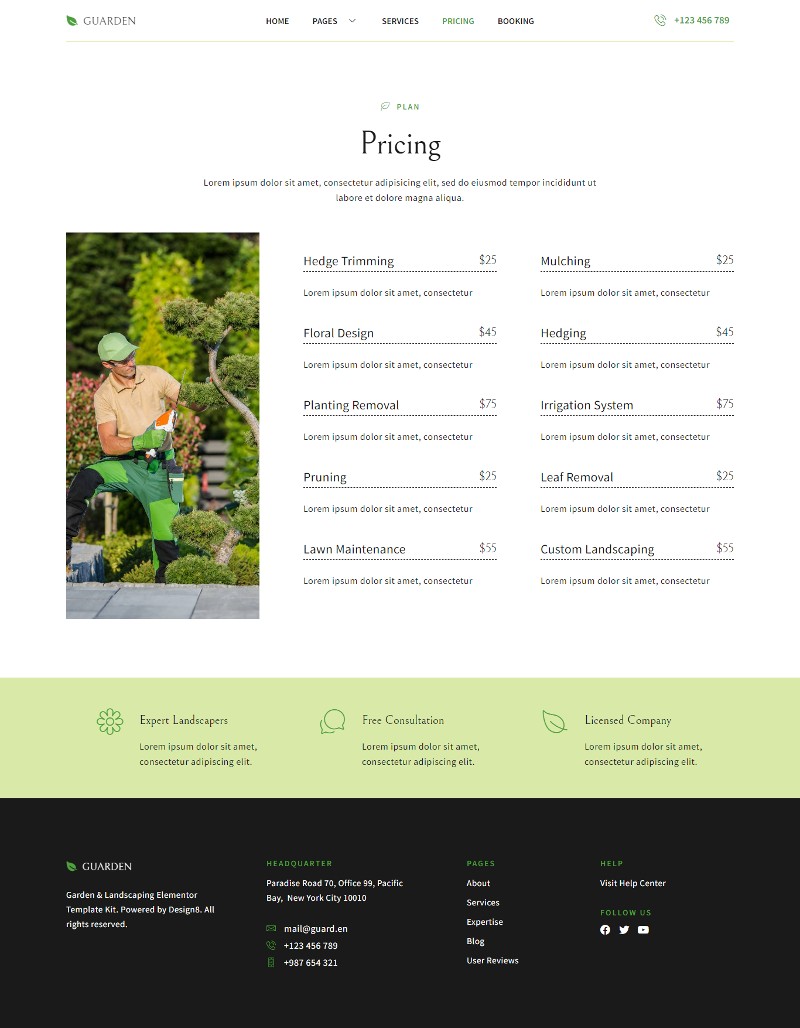 GUARDEN
HOME PAGES SERVICES PRICING BOOKING
+123 456 789
PLAN
Pricing
Lorem ipsum dolor sit amet, consectetur adipisicing elit, sed do eiusmod tempor incididunt ut
labore et dolore magna aliqua.
Hedge Trimming $25
Lorem ipsum dolor sit amet, consectetur
Floral Design $45
Lorem ipsum dolor sit amet, consectetur
Planting Removal $75
Lorem ipsum dolor sit amet, consectetur
Pruning $25
Lorem ipsum dolor sit amet, consectetur
Lawn Maintenance $55
Lorem ipsum dolor sit amet, consectetur
Mulching $25
Lorem ipsum dolor sit amet, consectetur
Hedging $45
Lorem ipsum dolor sit amet, consectetur
Irrigation System $75
Lorem ipsum dolor sit amet, consectetur
Leaf Removal $25
Lorem ipsum dolor sit amet, consectetur
Custom Landscaping $55
Lorem ipsum dolor sit amet, consectetur
Expert Landscapers
Lorem ipsum dolor sit amet,
consectetur adipiscing elit.
Free Consultation
Lorem ipsum dolor sit amet,
consectetur adipiscing elit.
Licensed Company
Lorem ipsum dolor sit amet,
consectetur adipiscing elit.
GUARDEN
Garden & Landscaping Elementor
Template Kit. Powered by Design8. All
rights reserved.
HEADQUARTER
Paradise Road 70, Office 99, Pacific
Bay, New York City 10010
mail@guard.en
+123 456 789
+987 654 321
PAGES
About
Services
Expertise
Blog
User Reviews
HELP
Visit Help Center
FOLLOW US